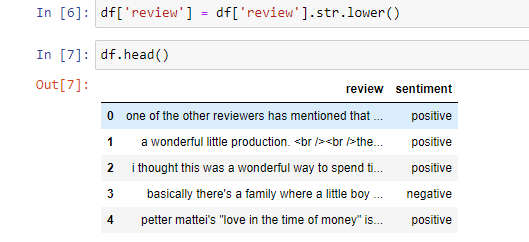 In [6]: df['review'] = df['review'].str.lower()
In [7]: df.head()
Out[7]:
review sentiment
0 one of the other reviewers has mentioned that ... positive
1 a wonderful little production. <br /><br />the... positive
2 i thought this was a wonderful way to spend ti... positive
3 basically there's a family where a little boy ... negative
4 petter mattei's "love in the time of money" is... positive